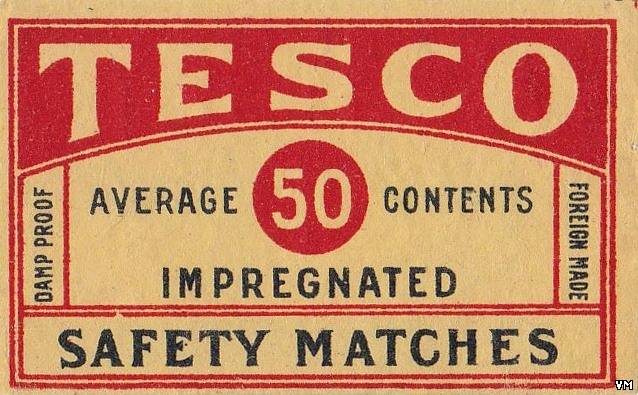 TESCO
AVERAGE 50 CONTENTS
DAMP PROOF
FOREIGN MADE
IMPREGNATED
SAFETY MATCHES
VM